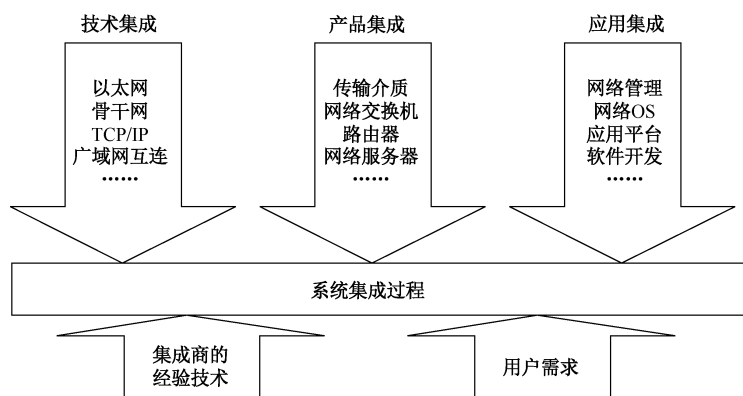 技术集成
产品集成
应用集成
以太网
骨干网
TCP/IP
广域网互连
……
传输介质
网络交换机
路由器
网络服务器
……
网络管理
网络OS
应用平台
软件开发
……
系统集成过程
集成商的
经验技术
用户需求